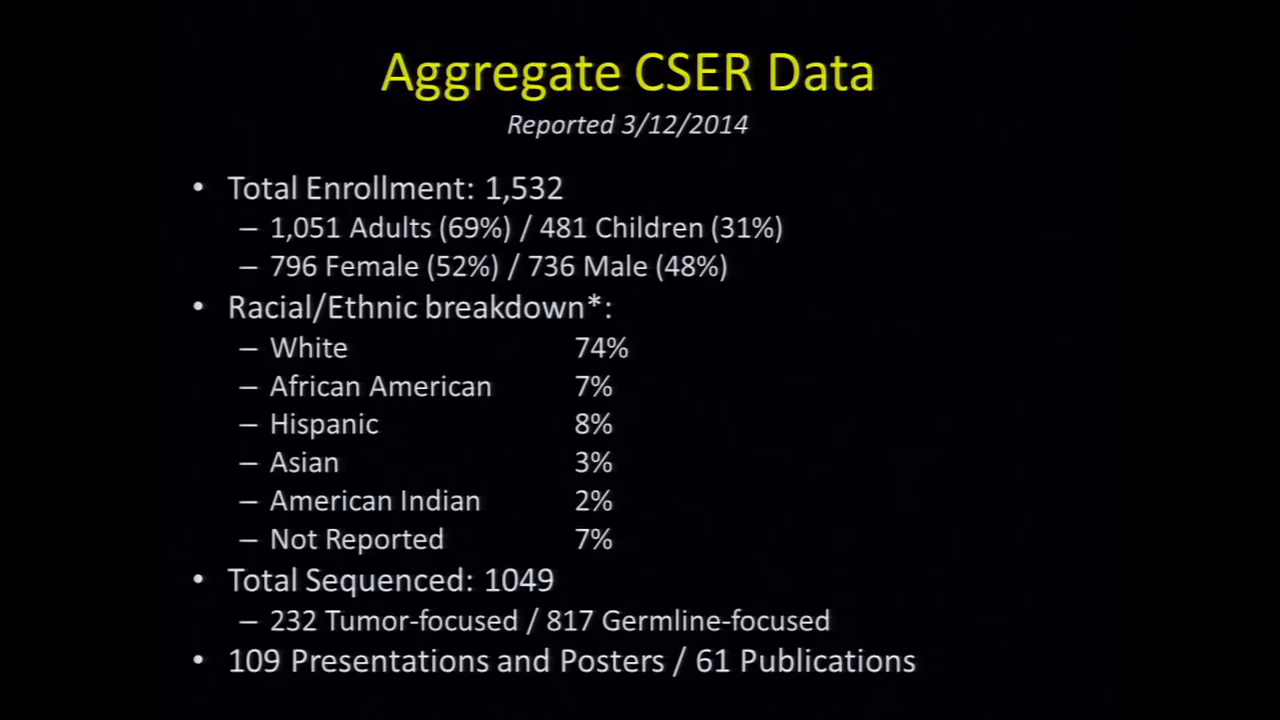 Aggregate CSER Data
Reported 3/12/2014
• Total Enrollment: 1,532
– 1,051 Adults (69%) / 481 Children (31%)
– 796 Female (52%) / 736 Male (48%)
• Racial/Ethnic breakdown*:
– White 74%
– African American 7%
– Hispanic 8%
– Asian 3%
– American Indian 2%
– Not Reported 7%
• Total Sequenced: 1049
– 232 Tumor-focused / 817 Germline-focused
• 109 Presentations and Posters / 61 Publications